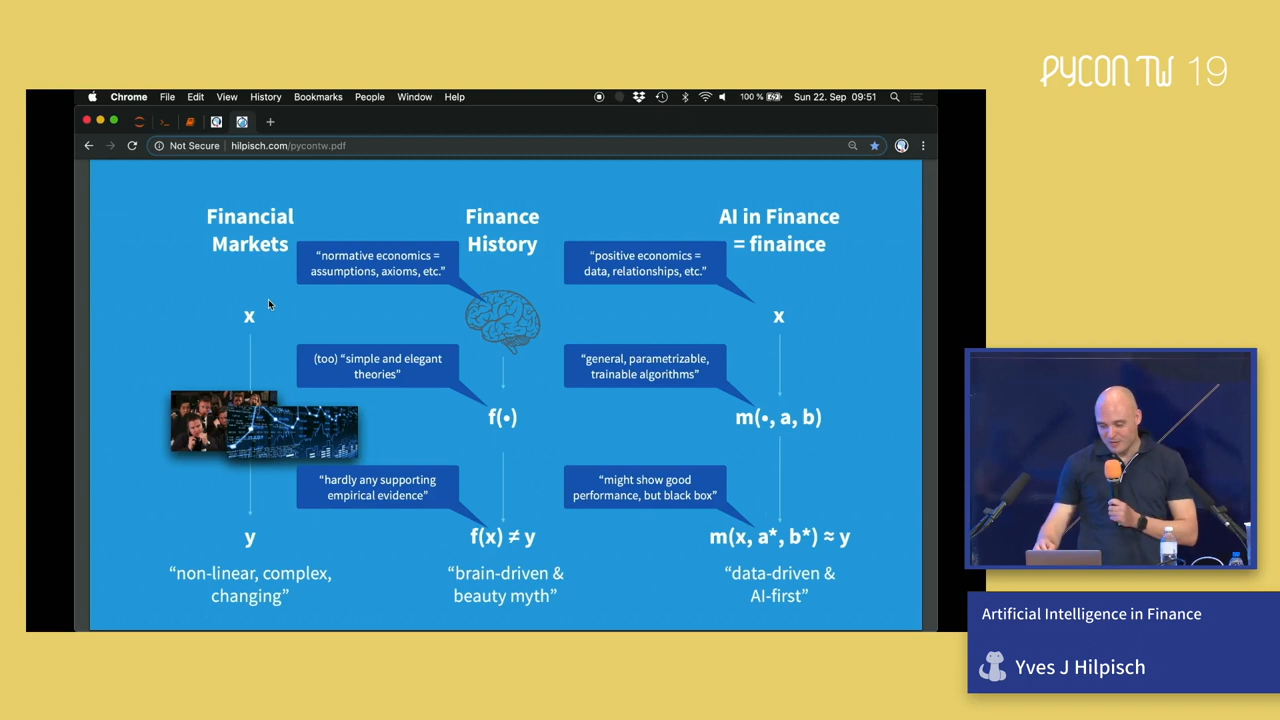 PYCON TW 19
Chrome File Edit View History Bookmarks People Window Help 100 % Sun 22. Sep 09:51
Not Secure hilpisch.com/pycontw.pdf
Financial
Markets
x
y
“non-linear, complex,
changing”
Finance
History
“normative economics =
assumptions, axioms, etc.”
(too) “simple and elegant
theories”
f(•)
“hardly any supporting
empirical evidence”
f(x) ≠ y
“brain-driven &
beauty myth”
AI in Finance
= finaince
“positive economics =
data, relationships, etc.”
x
“general, parametrizable,
trainable algorithms”
m(•, a, b)
“might show good
performance, but black box”
m(x, a*, b*) ≈ y
“data-driven &
AI-first”
Artificial Intelligence in Finance
Yves J Hilpisch